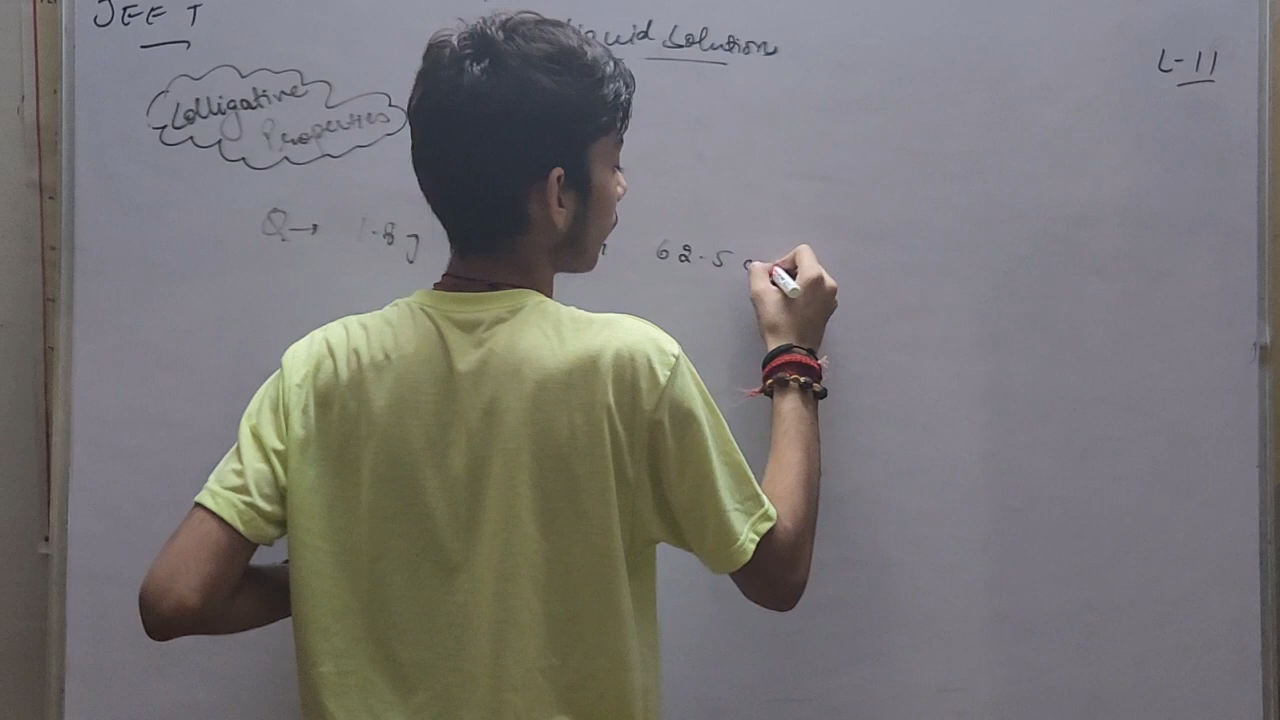 JEE T
liquid Solution
L-11
Colligative
Properties
Q→ 1.8 g 62.5